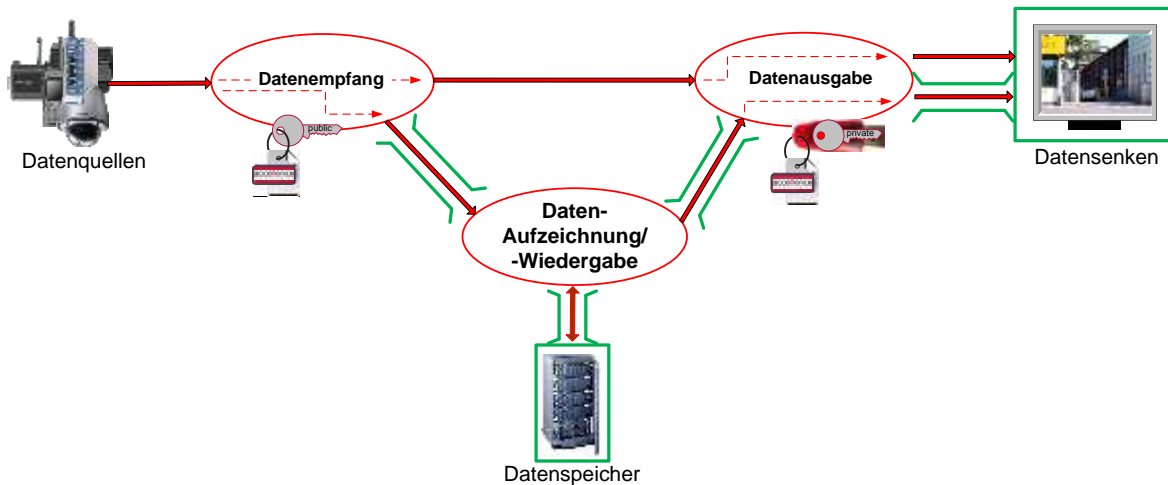 Datenempfang
Datenausgabe
public
private
Datenquellen
Datensenken
Daten-
Aufzeichnung/
-Wiedergabe
Datenspeicher